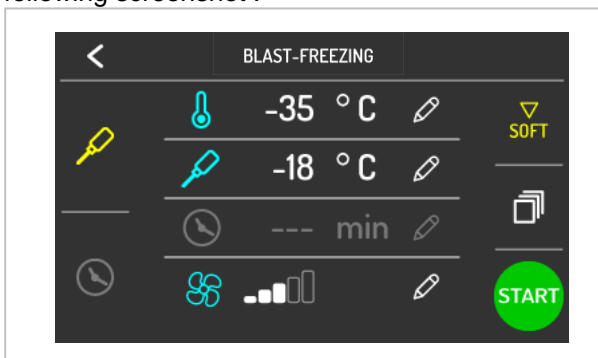 BLAST-FREEZING
-35 °C
SOFT
-18 °C
--- min
START